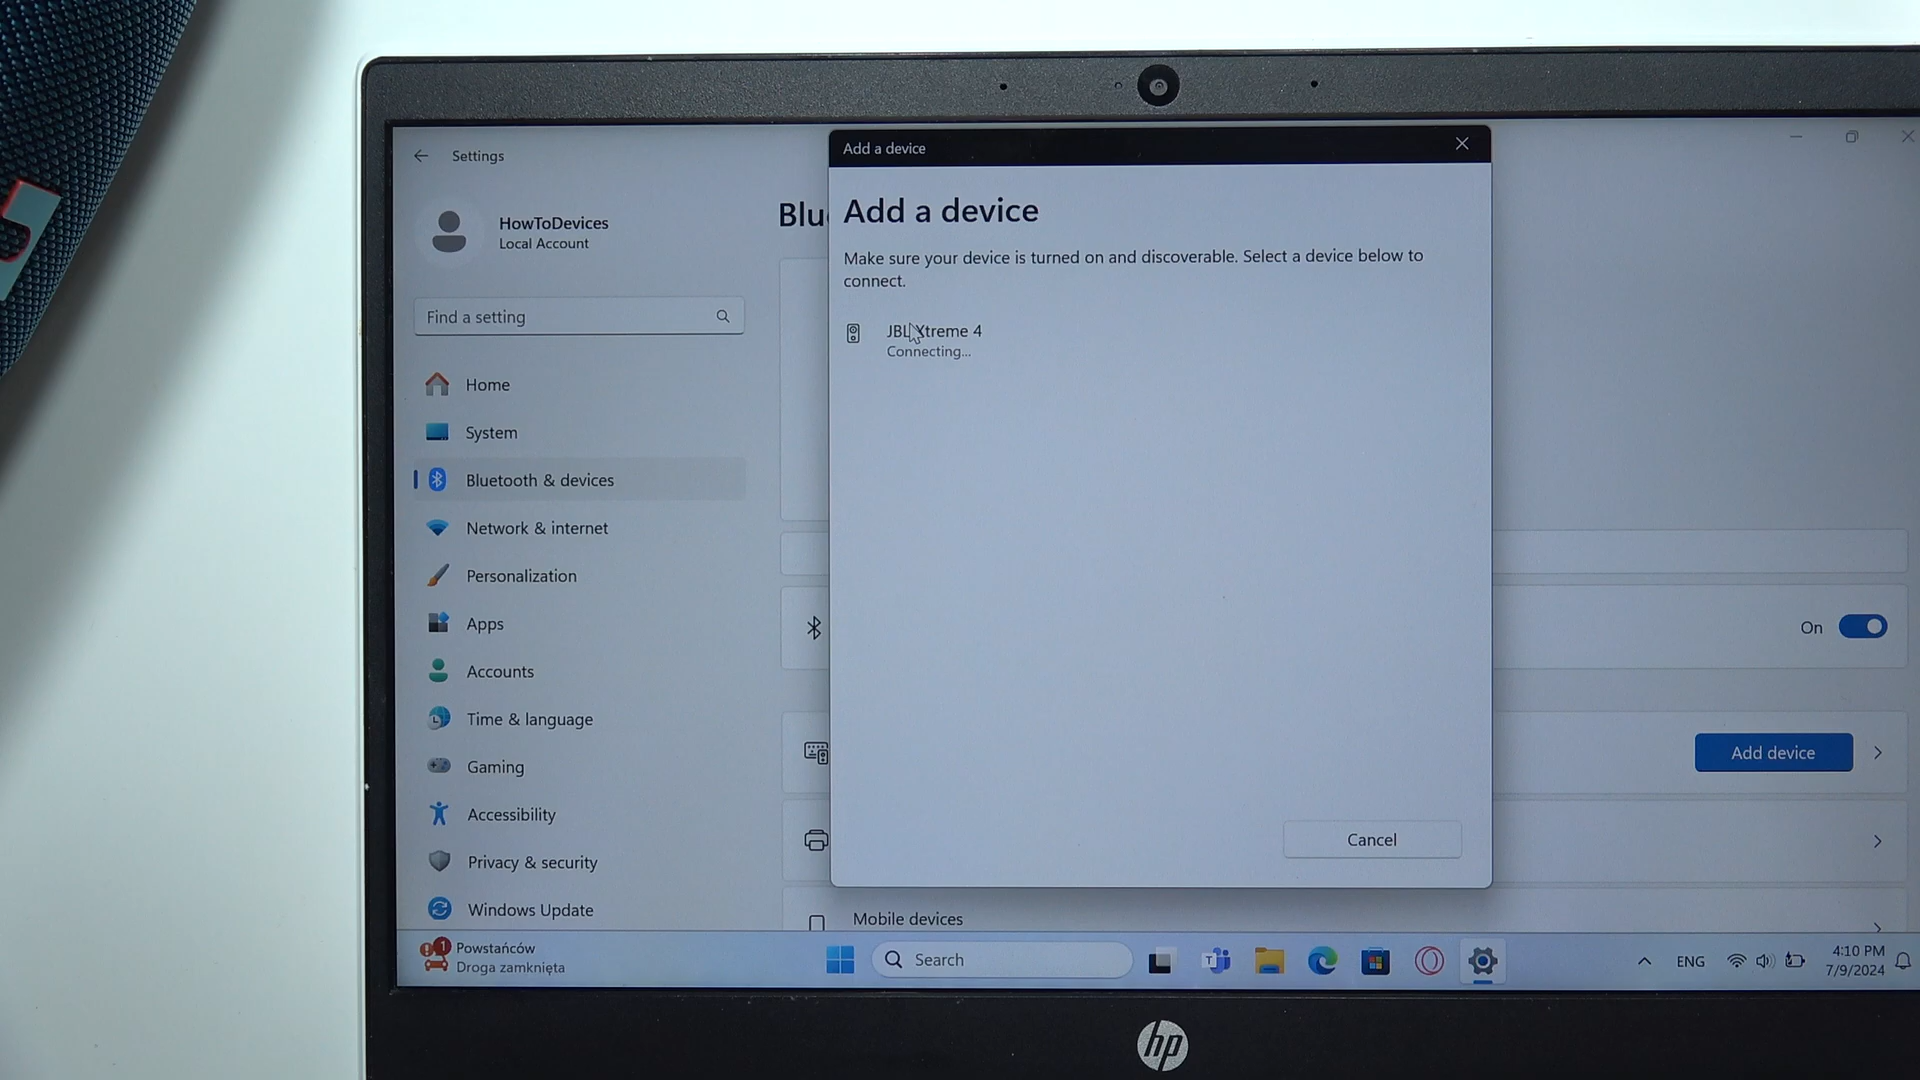 Settings
HowToDevices
Local Account
Find a setting
Home
System
Bluetooth & devices
Network & internet
Personalization
Apps
Accounts
Time & language
Gaming
Accessibility
Privacy & security
Windows Update
Blu
Add a device
Add a device
Make sure your device is turned on and discoverable. Select a device below to
connect.
JBL Xtreme 4
Connecting...
Cancel
On
Add device
Mobile devices
1
Powstańców
Droga zamknięta
Search
ENG
4:10 PM
7/9/2024
hp